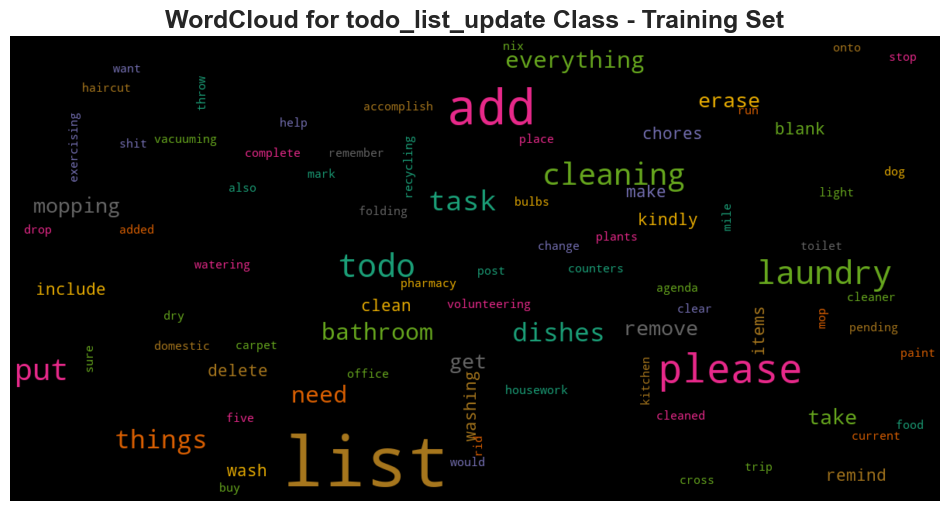 WordCloud for todo_list_update Class - Training Set
nix
onto
everything
stop
want
haircut
throw
accomplish
add
erase
run
help
chores
blank
exercising
shit
vacuuming
place
complete
remember
recycling
mark
cleaning
dog
also
make
light
task
bulbs
mopping
folding
kindly
mile
drop
added
plants
change
toilet
watering
todo
post
counters
laundry
include
pharmacy
agenda
cleaner
clean
volunteering
clear
dry
items
mop
bathroom
dishes
remove
pending
sure
domestic
carpet
paint
put
delete
office
get
please
kitchen
need
washing
housework
five
cleaned
take
food
things
rid
current
list
wash
would
trip
remind
buy
cross